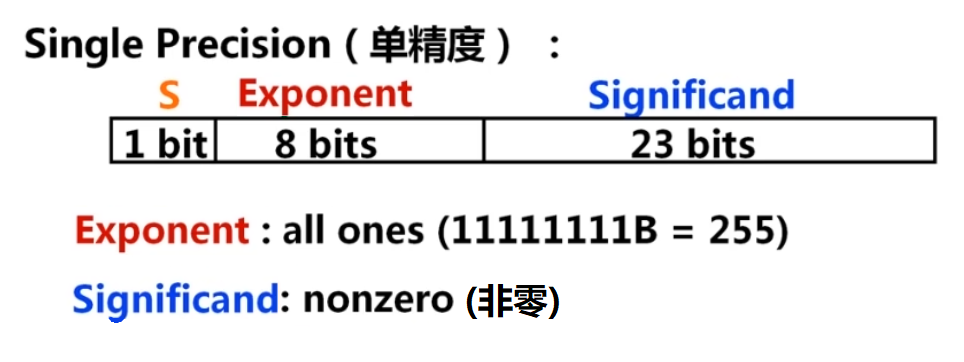 Single Precision（单精度）：
S Exponent Significand
1 bit 8 bits 23 bits
Exponent : all ones (11111111B = 255)
Significand: nonzero (非零)